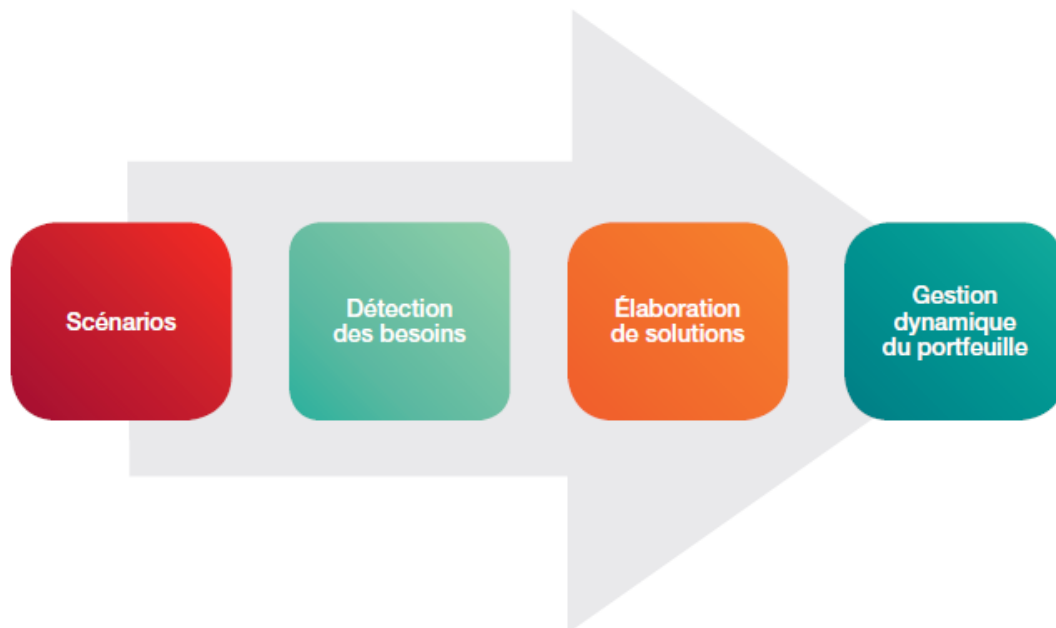 Scénarios
Détection
des besoins
Élaboration
de solutions
Gestion
dynamique
du portfeuille